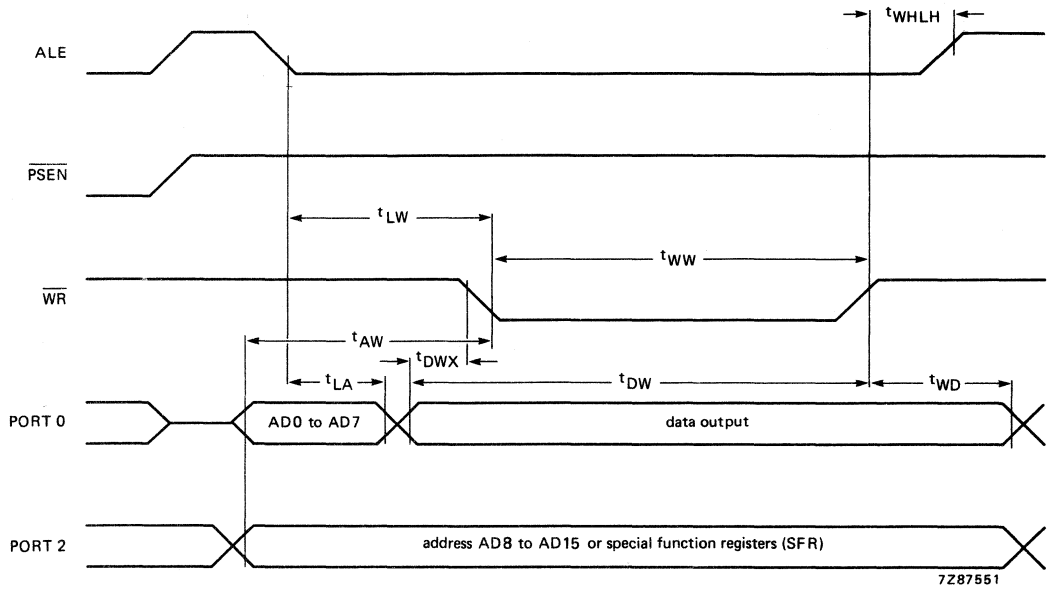 tWHLH
ALE
PSEN
tLW
tWW
WR
tAW
tDWX
tLA
tDW
tWD
PORT 0
AD0 to AD7
data output
PORT 2
address AD8 to AD15 or special function registers (SFR)
7Z87551